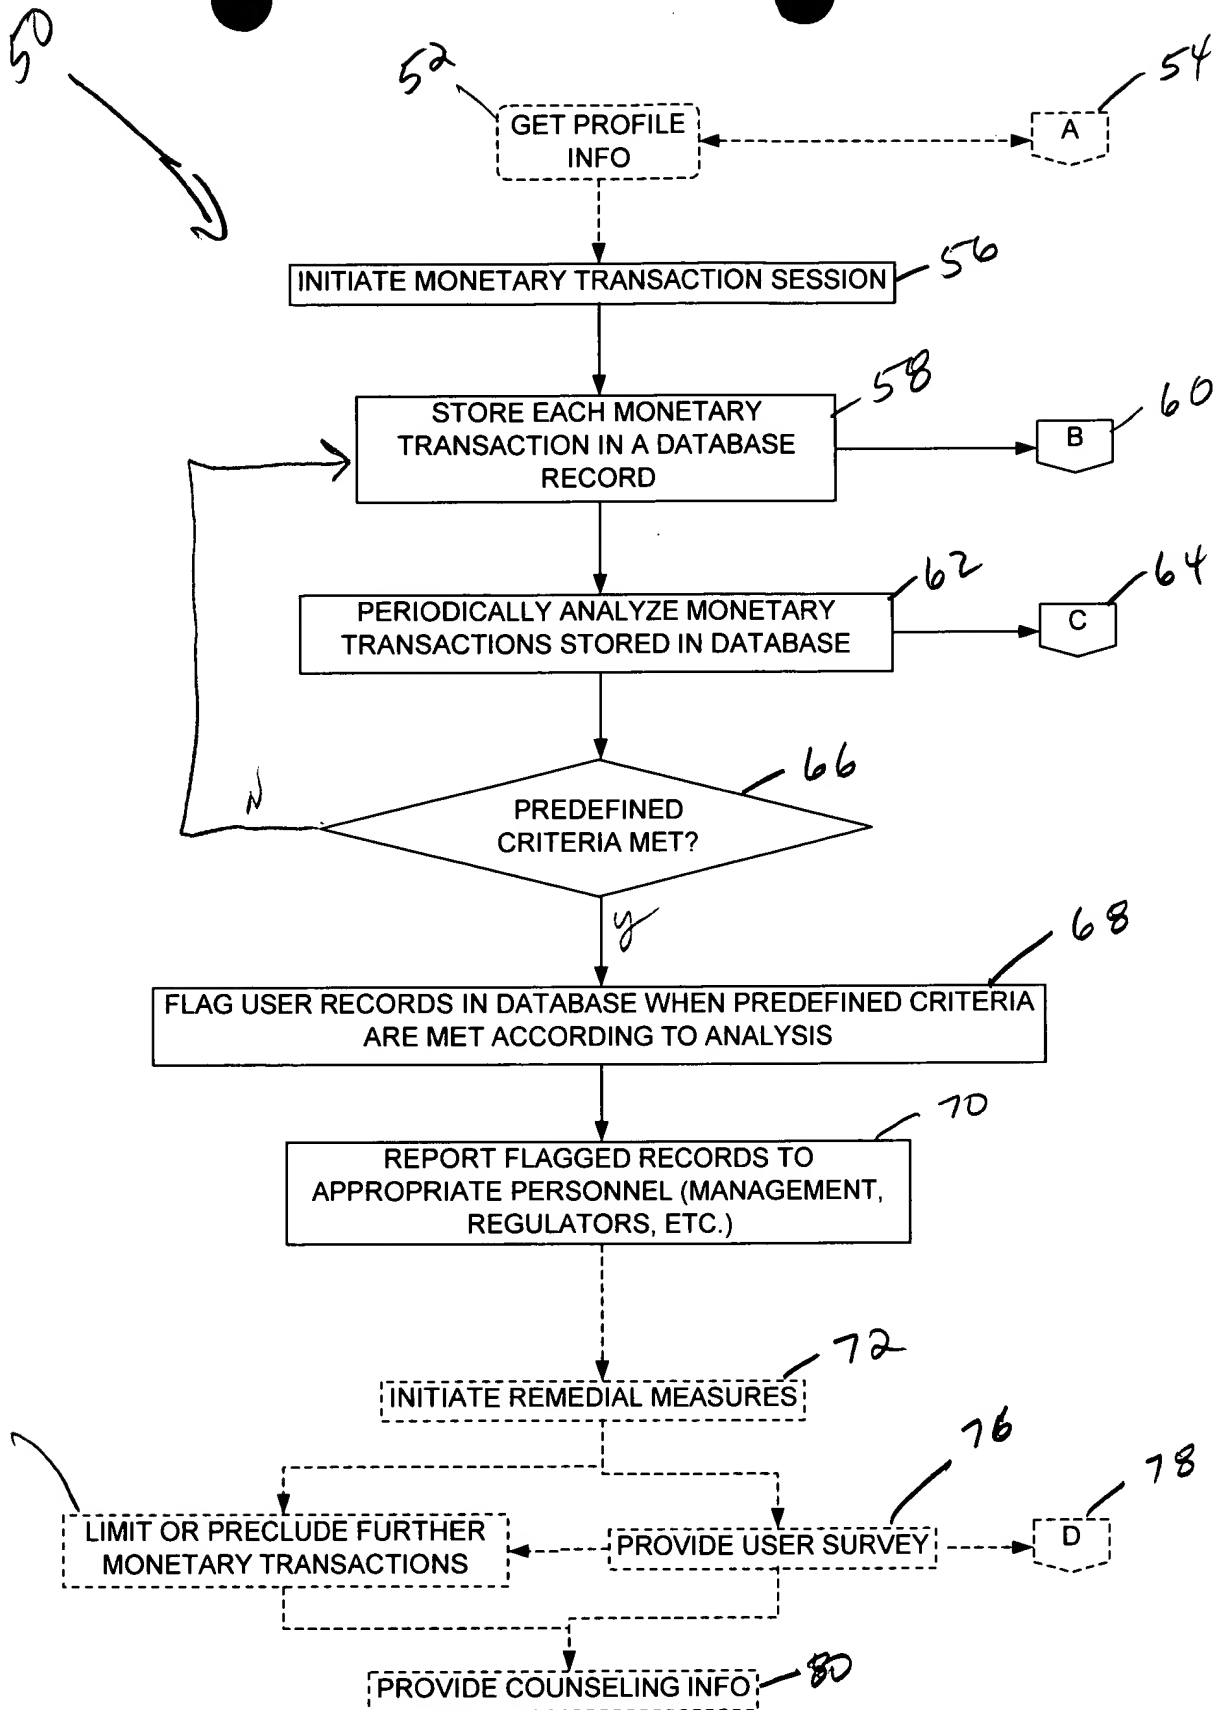 50
52
54
GET PROFILE
INFO
A
INITIATE MONETARY TRANSACTION SESSION
56
58
STORE EACH MONETARY
TRANSACTION IN A DATABASE
RECORD
60
B
62
64
PERIODICALLY ANALYZE MONETARY
TRANSACTIONS STORED IN DATABASE
C
66
N
PREDEFINED
CRITERIA MET?
y
68
FLAG USER RECORDS IN DATABASE WHEN PREDEFINED CRITERIA
ARE MET ACCORDING TO ANALYSIS
70
REPORT FLAGGED RECORDS TO
APPROPRIATE PERSONNEL (MANAGEMENT,
REGULATORS, ETC.)
72
INITIATE REMEDIAL MEASURES
76
78
LIMIT OR PRECLUDE FURTHER
MONETARY TRANSACTIONS
PROVIDE USER SURVEY
D
PROVIDE COUNSELING INFO
80